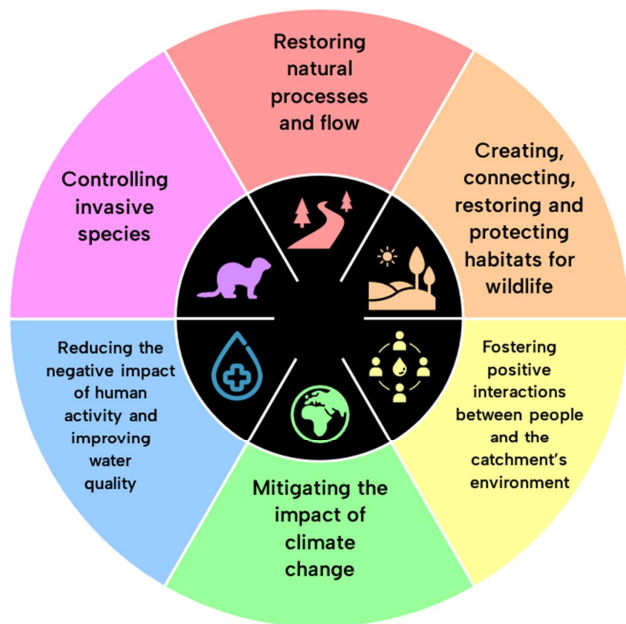 Restoring
natural
processes
and flow
Creating,
connecting,
restoring and
protecting
habitats for
wildlife
Fostering
positive
interactions
between people
and the
catchment's
environment
Mitigating the
impact of
climate
change
Reducing the
negative impact
of human
activity and
improving
water
quality
Controlling
invasive
species